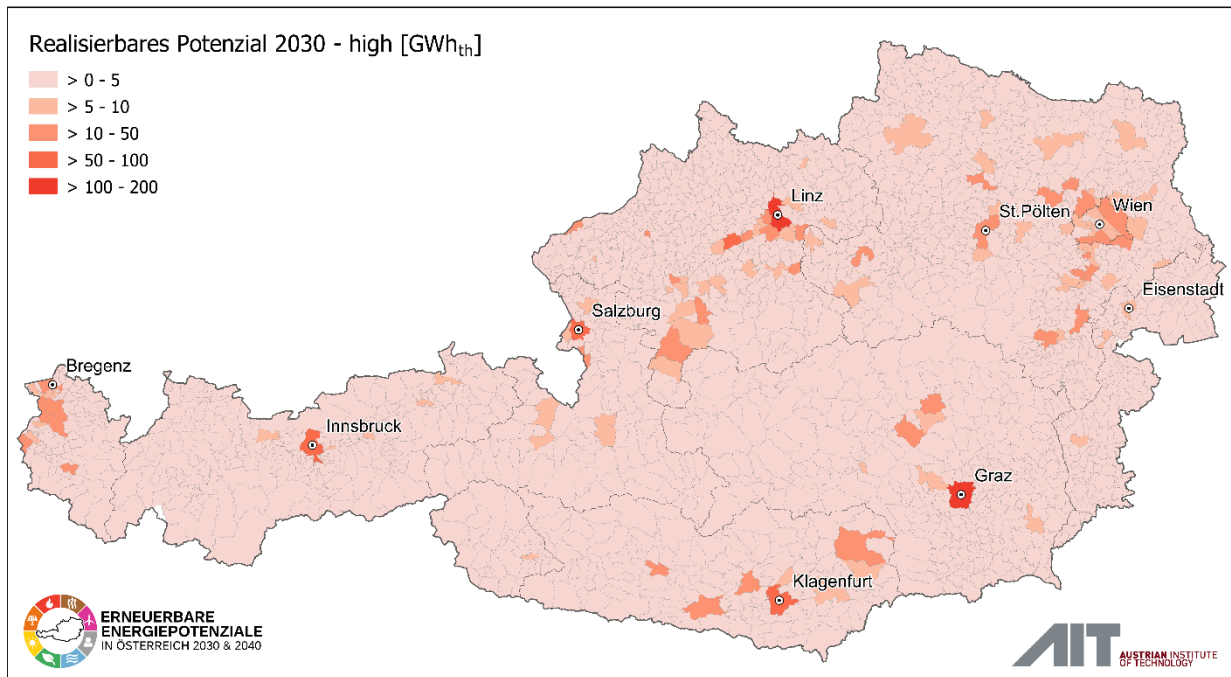 Realisierbares Potenzial 2030 - high [GWhth]
> 0 - 5
> 5 - 10
> 10 - 50
> 50 - 100
> 100 - 200
Linz
St.Pölten
Wien
Eisenstadt
Salzburg
Bregenz
Innsbruck
Graz
Klagenfurt
ERNEUERBARE
ENERGIEPOTENZIALE
IN ÖSTERREICH 2030 & 2040
AIT
AUSTRIAN INSTITUTE
OF TECHNOLOGY